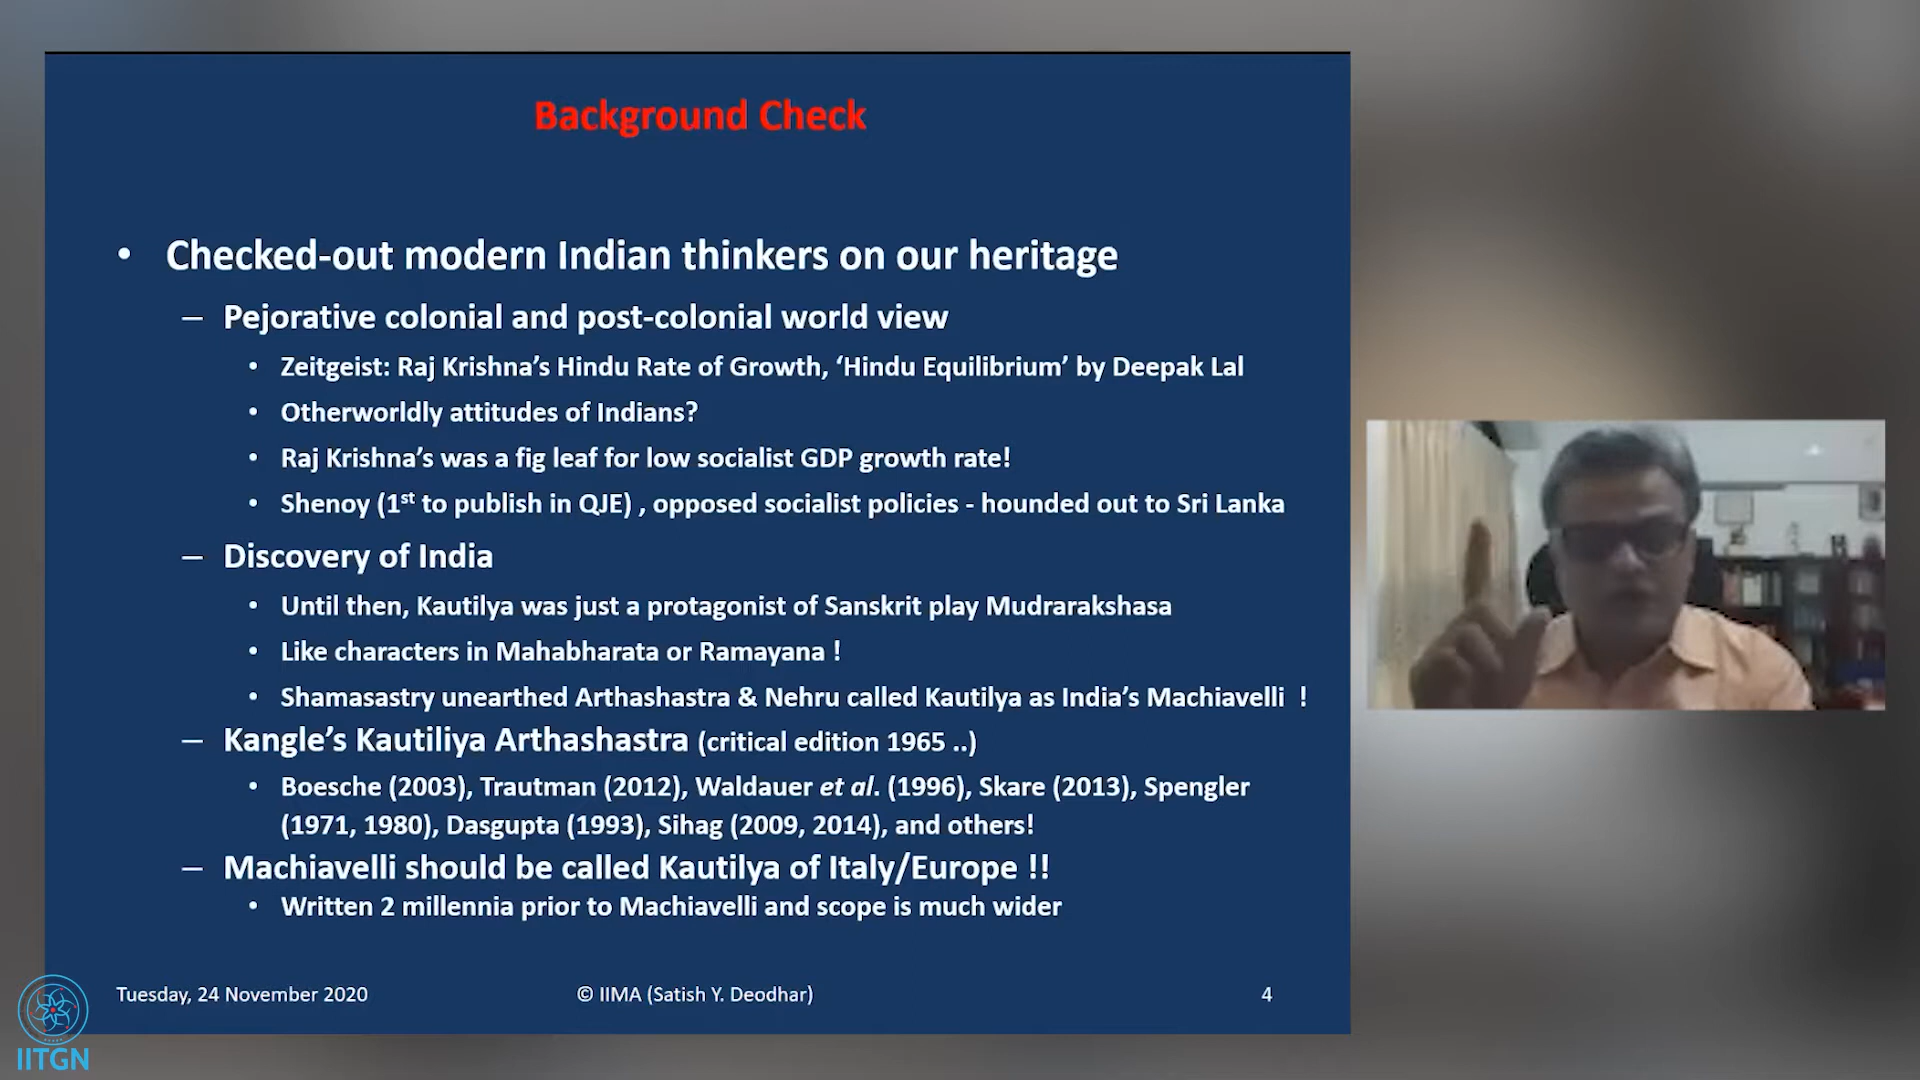 Background Check
• Checked-out modern Indian thinkers on our heritage
– Pejorative colonial and post-colonial world view
• Zeitgeist: Raj Krishna's Hindu Rate of Growth, 'Hindu Equilibrium' by Deepak Lal
• Otherworldly attitudes of Indians?
• Raj Krishna's was a fig leaf for low socialist GDP growth rate!
• Shenoy (1st to publish in QJE) , opposed socialist policies - hounded out to Sri Lanka
– Discovery of India
• Until then, Kautilya was just a protagonist of Sanskrit play Mudrarakshasa
• Like characters in Mahabharata or Ramayana !
• Shamasastry unearthed Arthashastra & Nehru called Kautilya as India's Machiavelli !
– Kangle's Kautiliya Arthashastra (critical edition 1965 ..)
• Boesche (2003), Trautman (2012), Waldauer et al. (1996), Skare (2013), Spengler
(1971, 1980), Dasgupta (1993), Sihag (2009, 2014), and others!
– Machiavelli should be called Kautilya of Italy/Europe !!
• Written 2 millennia prior to Machiavelli and scope is much wider
Tuesday, 24 November 2020
© IIMA (Satish Y. Deodhar)
4
IITGN